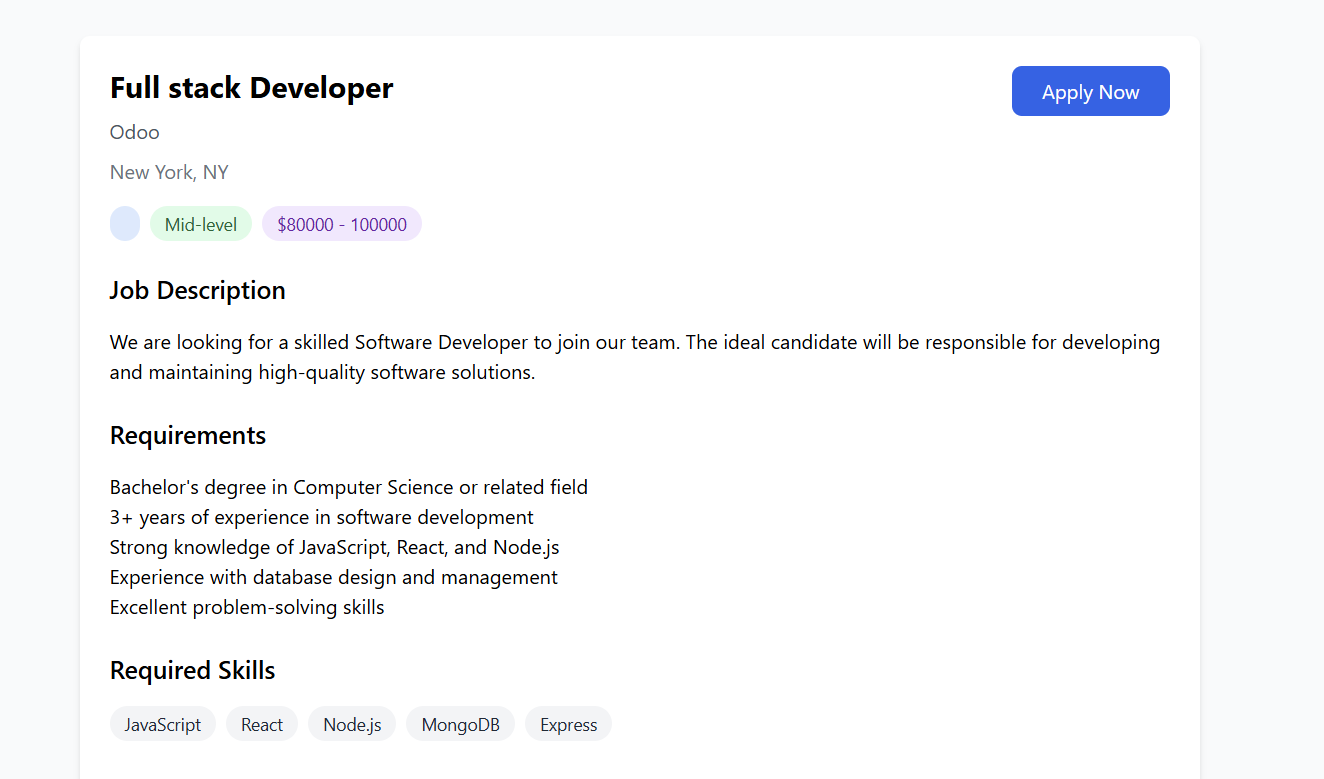 Full stack Developer
Apply Now
Odoo
New York, NY
Mid-level
$80000 - 100000
Job Description
We are looking for a skilled Software Developer to join our team. The ideal candidate will be responsible for developing
and maintaining high-quality software solutions.
Requirements
Bachelor's degree in Computer Science or related field
3+ years of experience in software development
Strong knowledge of JavaScript, React, and Node.js
Experience with database design and management
Excellent problem-solving skills
Required Skills
JavaScript
React
Node.js
MongoDB
Express